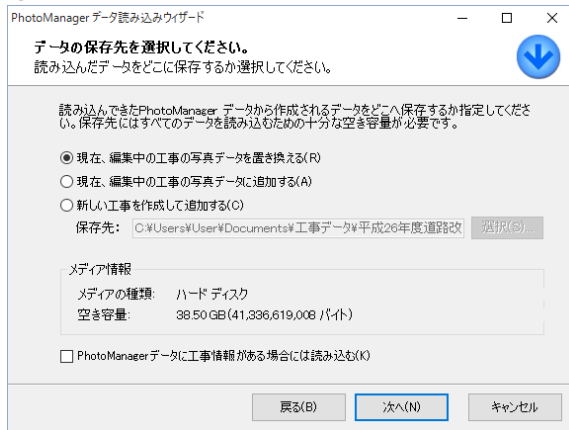 PhotoManager データ読み込みウィザード
データの保存先を選択してください。
読み込んだデータをどこに保存するか選択してください。
読み込んできたPhotoManager データから作成されるデータをどこへ保存するか指定してくださ
い。保存先にはすべてのデータを読み込むための十分な空き容量が必要です。
現在、編集中の工事の写真データを置き換える(R)
現在、編集中の工事の写真データに追加する(A)
新しい工事を作成して追加する(C)
保存先: C:¥Users¥User¥Documents¥工事データ¥平成26年度道路改 選択(S)...
メディア情報
メディアの種類: ハード ディスク
空き容量: 38.50 GB (41,336,619,008 バイト)
PhotoManagerデータに工事情報がある場合には読み込む(K)
戻る(B) 次へ(N) キャンセル